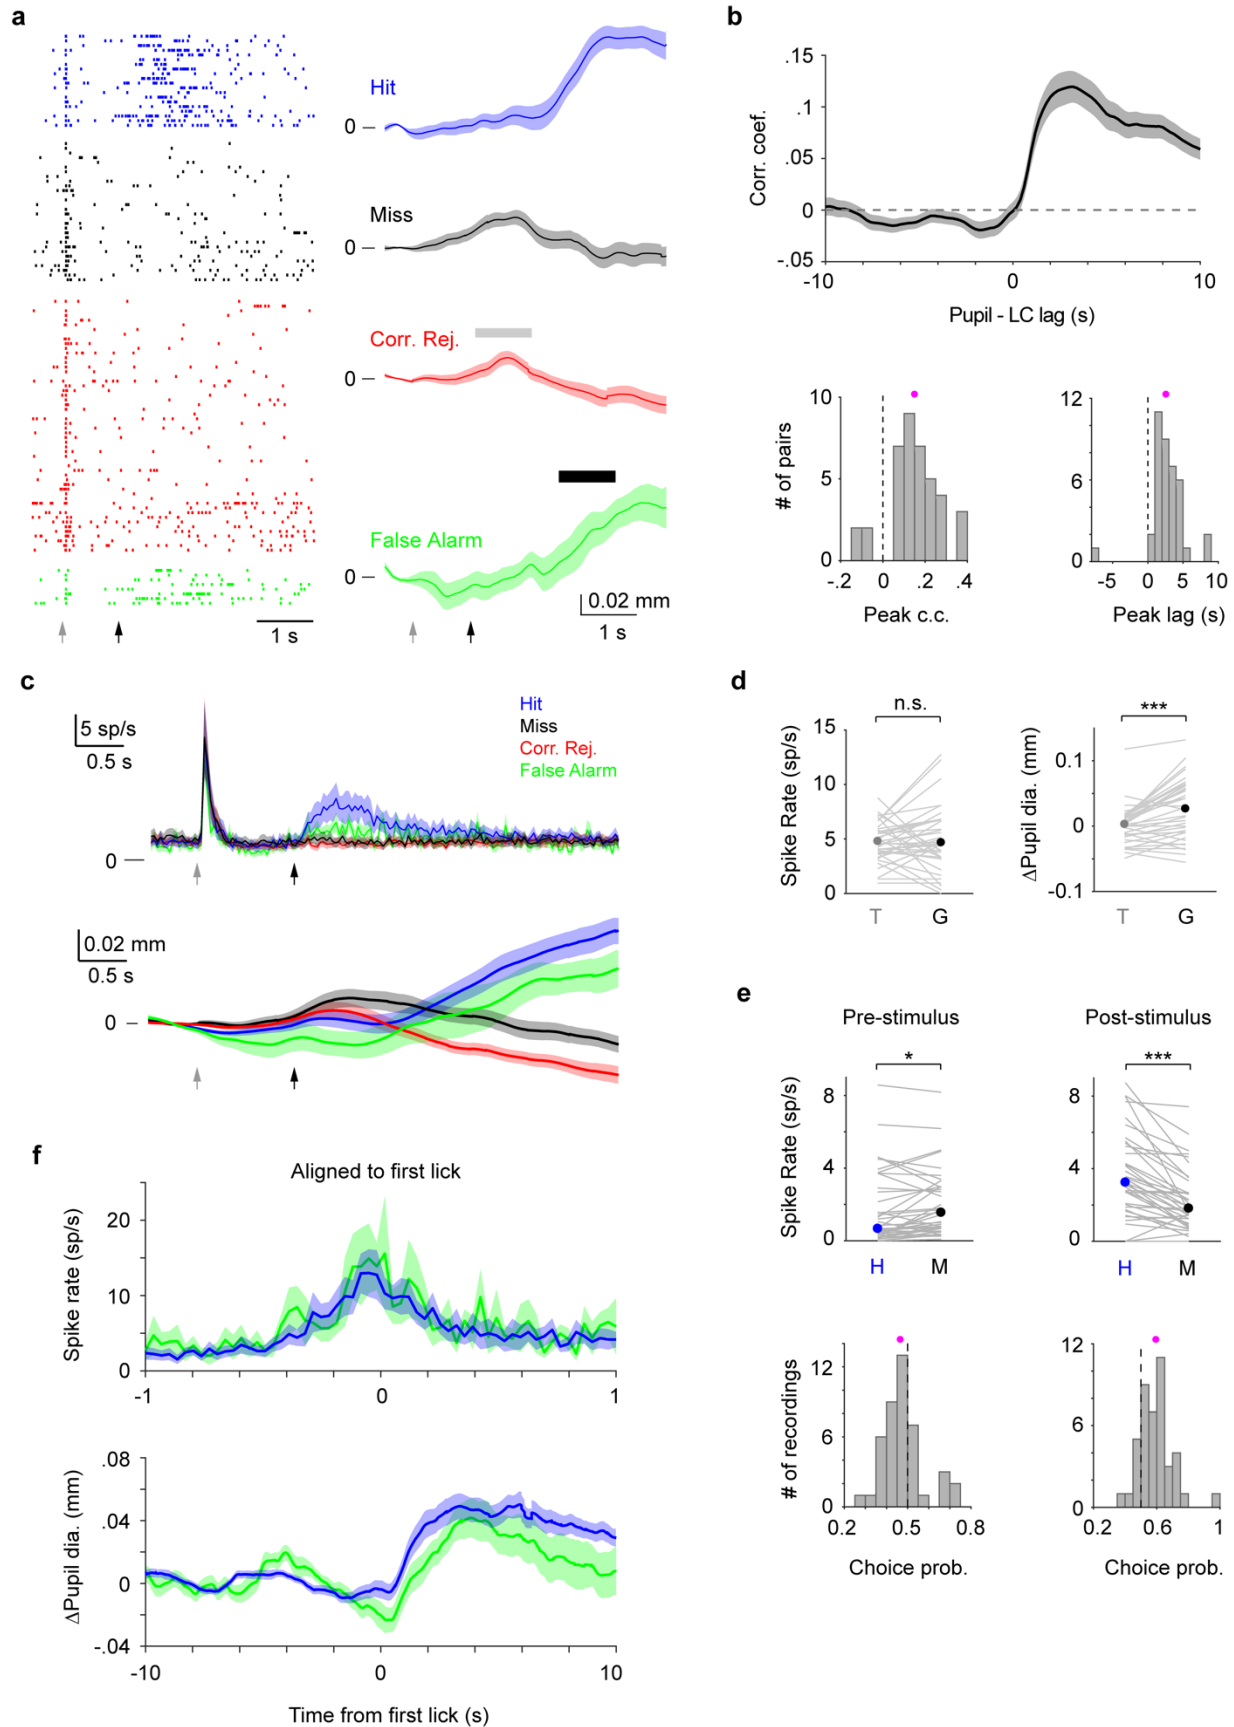 a
Hit
0
Miss
0
Corr. Rej.
0
False Alarm
0
0.02 mm
1 s
1 s
b
.15
.1
.05
0
-.05
Corr. coef.
-10
0
10
Pupil - LC lag (s)
10
5
0
# of pairs
-.2
0
.2
.4
Peak c.c.
12
6
0
-5
0
5
10
Peak lag (s)
c
5 sp/s
0.5 s
Hit
Miss
Corr. Rej.
False Alarm
0
0.02 mm
0.5 s
0
d
n.s.
15
10
5
0
Spike Rate (sp/s)
T
G
***
0.1
0
-0.1
ΔPupil dia. (mm)
T
G
e
Pre-stimulus
*
8
4
0
Spike Rate (sp/s)
H
M
Post-stimulus
***
8
4
0
H
M
12
6
0
# of recordings
0.2
0.5
0.8
Choice prob.
12
6
0
0.2
0.6
1
Choice prob.
f
Aligned to first lick
20
10
0
Spike rate (sp/s)
-1
0
1
.08
.04
0
-.04
ΔPupil dia. (mm)
-10
0
10
Time from first lick (s)